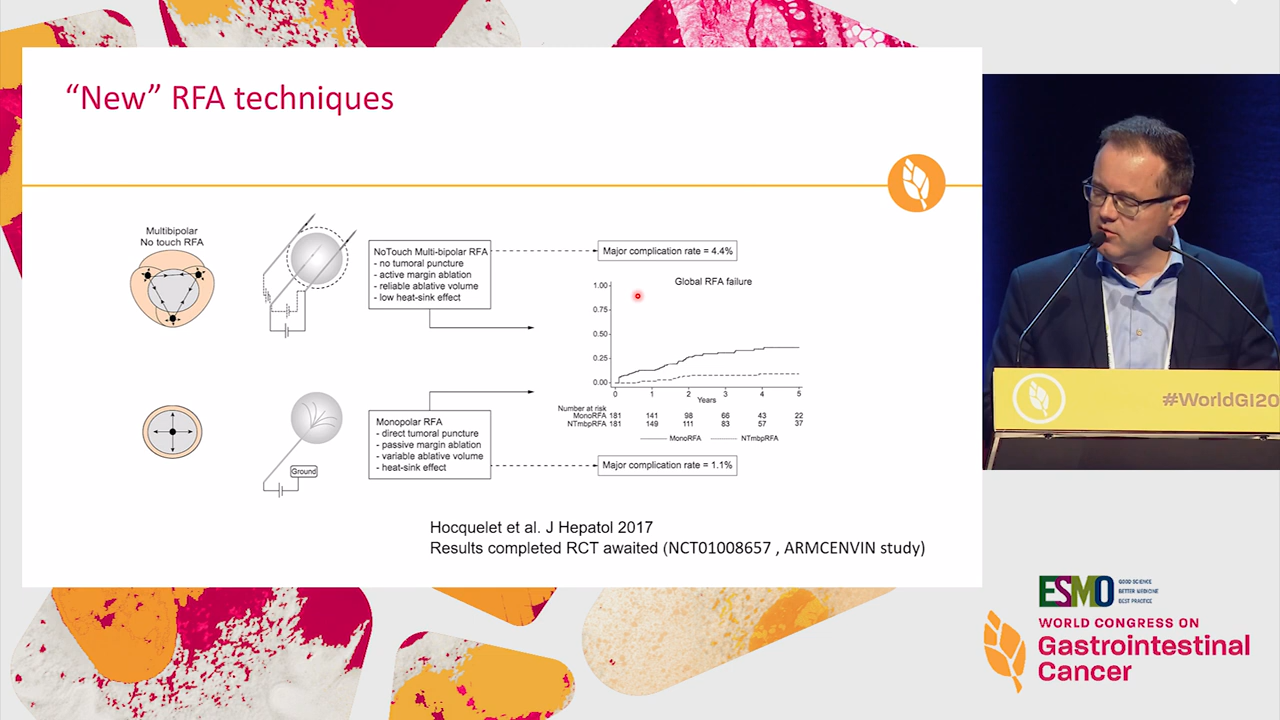 “New” RFA techniques
Multibipolar
No touch RFA
NoTouch Multi-bipolar RFA
- no tumoral puncture
- active margin ablation
- reliable ablative volume
- low heat-sink effect
Major complication rate = 4.4%
Global RFA failure
1.00
0.75
0.50
0.25
0.00
0 1 2 3 4 5
Years
Number at risk
MonoRFA 181 141 98 66 43 22
NTmbpRFA 181 149 111 83 57 37
MonoRFA NTmbpRFA
Monopolar RFA
- direct tumoral puncture
- passive margin ablation
- variable ablative volume
- heat-sink effect
Ground
Major complication rate = 1.1%
Hocquelet et al. J Hepatol 2017
Results completed RCT awaited (NCT01008657 , ARMCENVIN study)
#WorldGI20
ESMO
GOOD SCIENCE
BETTER MEDICINE
BEST PRACTICE
WORLD CONGRESS ON
Gastrointestinal
Cancer